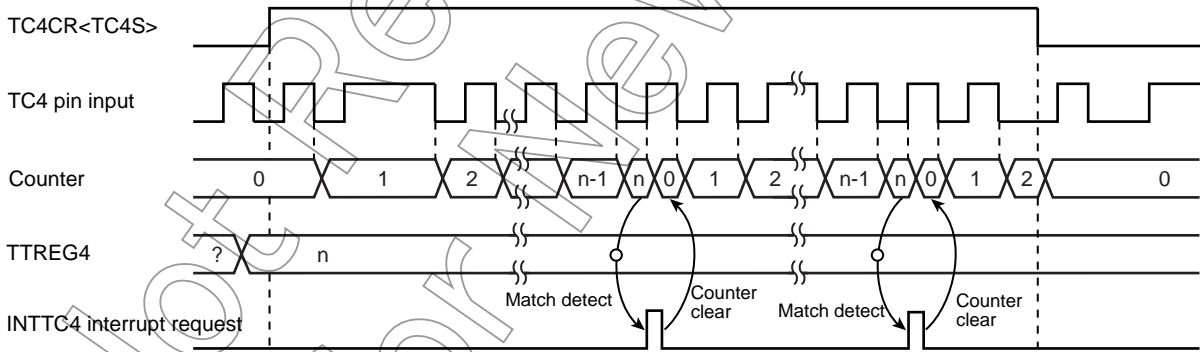 TC4CR<TC4S>
TC4 pin input
Counter
0 1 2 n-1 n 0 1 2 n-1 n 0 1 2 0
TTREG4
? n
Match detect
Counter
clear
Match detect
Counter
clear
INTTC4 interrupt request